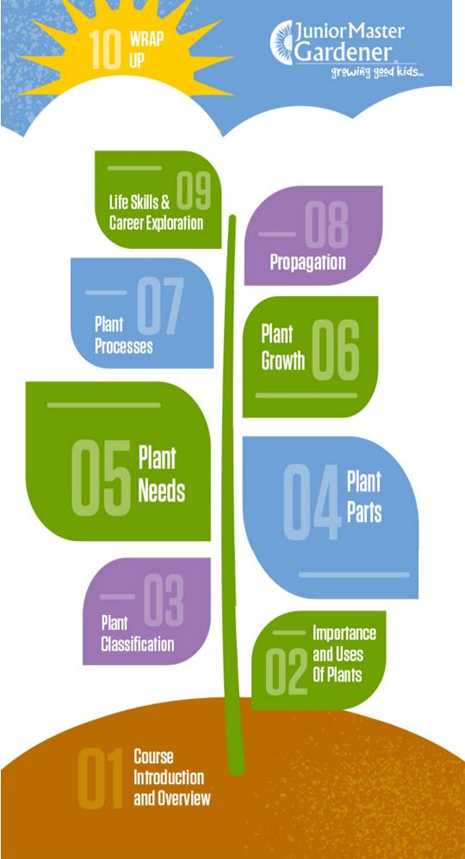 10 WRAP
UP
Junior Master
Gardener
growing good kids...
09
Life Skills &
Career Exploration
08
Propagation
07
Plant
Processes
Plant
Growth 06
05 Plant
Needs
04 Plant
Parts
03
Plant
Classification
02 Importance
and Uses
Of Plants
01 Course
Introduction
and Overview